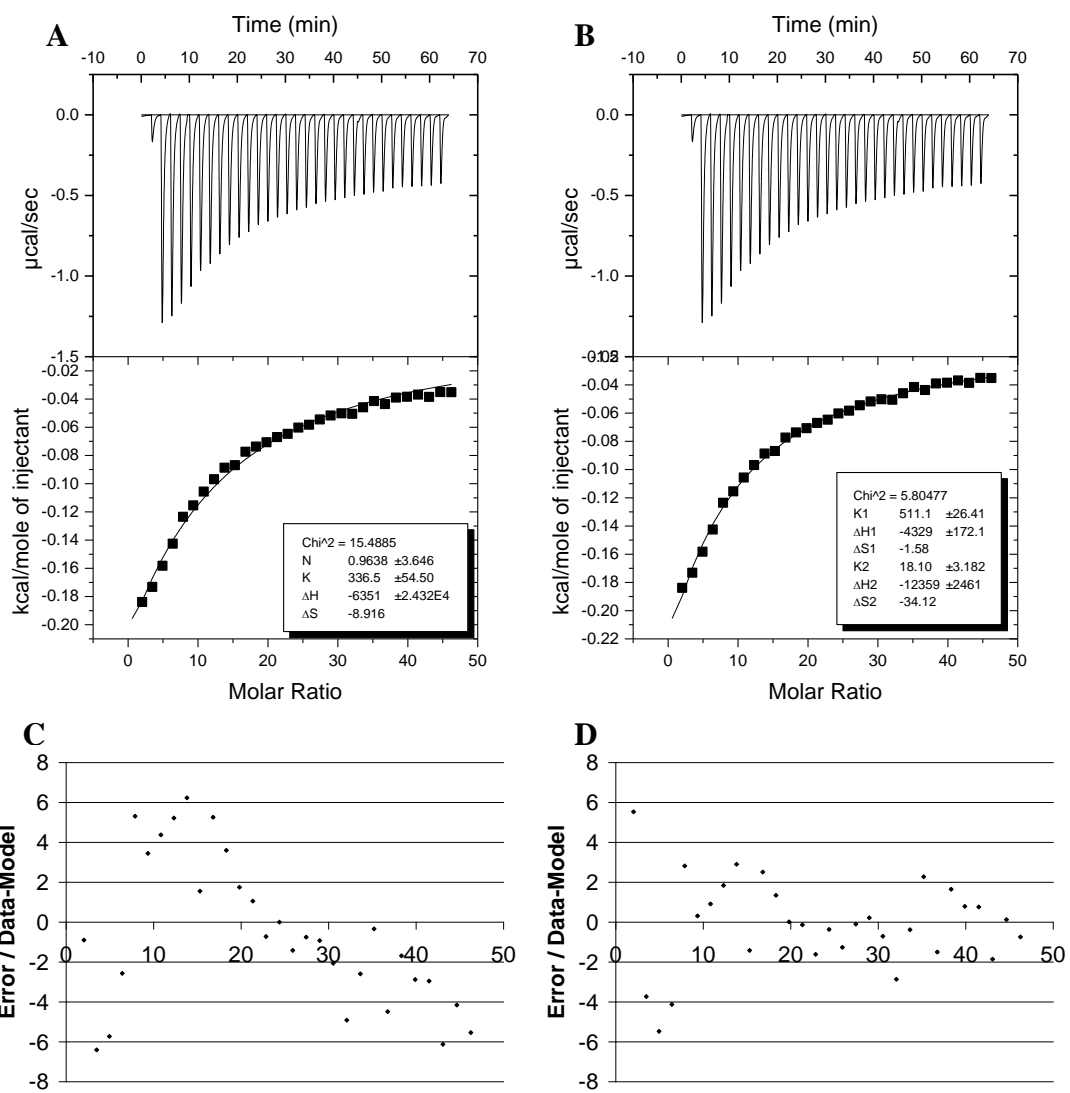 A
Time (min)
-10 0 10 20 30 40 50 60 70
0.0
-0.5
-1.0
-1.5
µcal/sec
-0.02
-0.04
-0.06
-0.08
-0.10
-0.12
-0.14
-0.16
-0.18
-0.20
kcal/mole of injectant
Chi^2 = 15.4885
N 0.9638 ±3.646
K 336.5 ±54.50
ΔH -6351 ±2.432E4
ΔS -8.916
0 10 20 30 40 50
Molar Ratio
B
Time (min)
-10 0 10 20 30 40 50 60 70
0.0
-0.5
-1.0
µcal/sec
-0.04
-0.06
-0.08
-0.10
-0.12
-0.14
-0.16
-0.18
-0.20
-0.22
kcal/mole of injectant
Chi^2 = 5.80477
K1 511.1 ±26.41
ΔH1 -4329 ±172.1
ΔS1 -1.58
K2 18.10 ±3.182
ΔH2 -12359 ±2461
ΔS2 -34.12
0 10 20 30 40 50
Molar Ratio
C
8
6
4
2
0
-2
-4
-6
-8
Error / Data-Model
0 10 20 30 40 50
D
8
6
4
2
0
-2
-4
-6
-8
Error / Data-Model
0 10 20 30 40 50